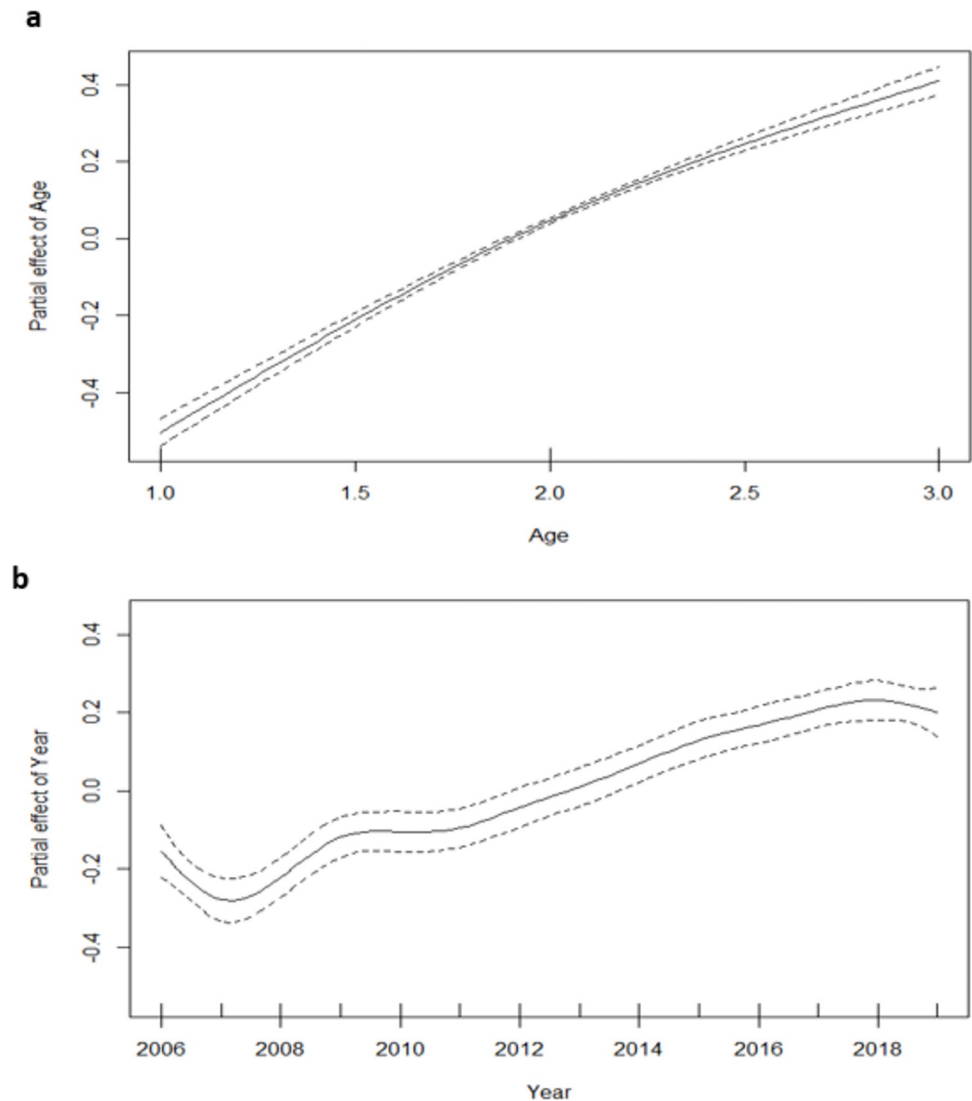 a
Partial effect of Age
0.4
0.2
0.0
-0.2
-0.4
1.0 1.5 2.0 2.5 3.0
Age
b
Partial effect of Year
0.4
0.2
0.0
-0.2
-0.4
2006 2008 2010 2012 2014 2016 2018
Year